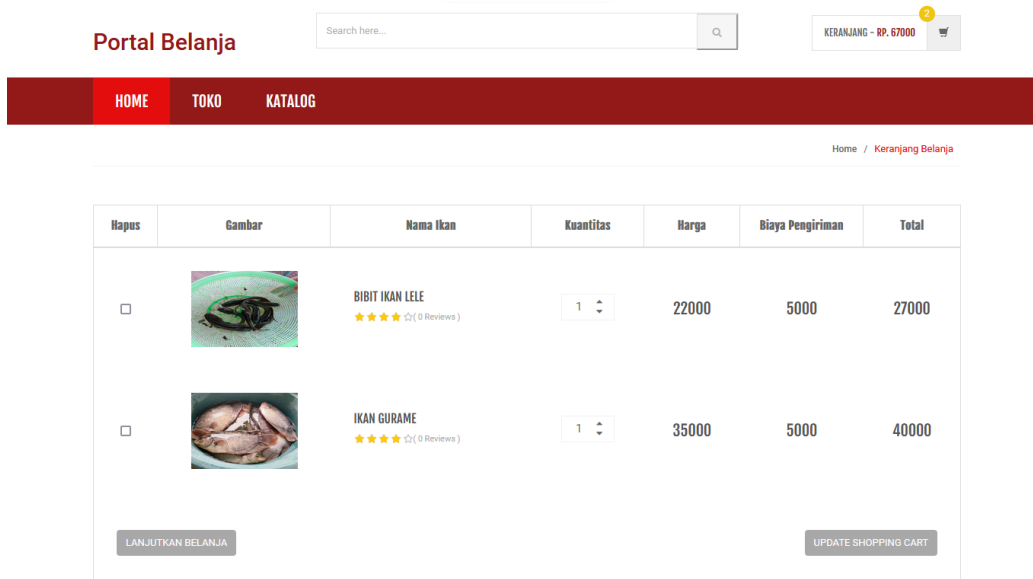 2
Portal Belanja
Search here...
KERANJANG - RP. 67000
HOME TOKO KATALOG
Home / Keranjang Belanja
Hapus Gambar Nama Ikan Kuantitas Harga Biaya Pengiriman Total
BIBIT IKAN LELE
( 0 Reviews )
1 22000 5000 27000
IKAN GURAME
( 0 Reviews )
1 35000 5000 40000
LANJUTKAN BELANJA UPDATE SHOPPING CART